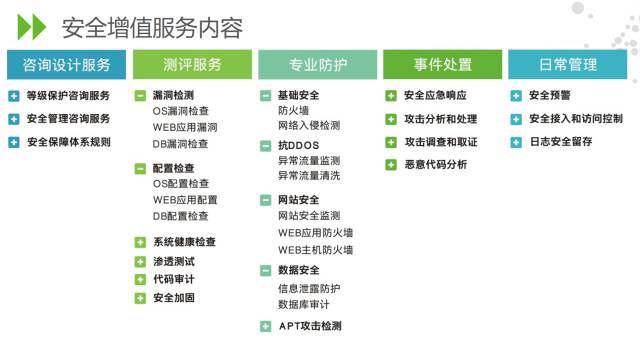 安全增值服务内容
咨询设计服务
等级保护咨询服务
安全管理咨询服务
安全保障体系规则
测评服务
漏洞检测
OS漏洞检查
WEB应用漏洞
DB漏洞检查
配置检查
OS配置检查
WEB应用配置
DB配置检查
系统健康检查
渗透测试
代码审计
安全加固
专业防护
基础安全
防火墙
网络入侵检测
抗DDOS
异常流量监测
异常流量清洗
网站安全
网站安全监测
WEB应用防火墙
WEB主机防火墙
数据安全
信息泄露防护
数据库审计
APT攻击检测
事件处置
安全应急响应
攻击分析和处理
攻击调查和取证
恶意代码分析
日常管理
安全预警
安全接入和访问控制
日志安全留存